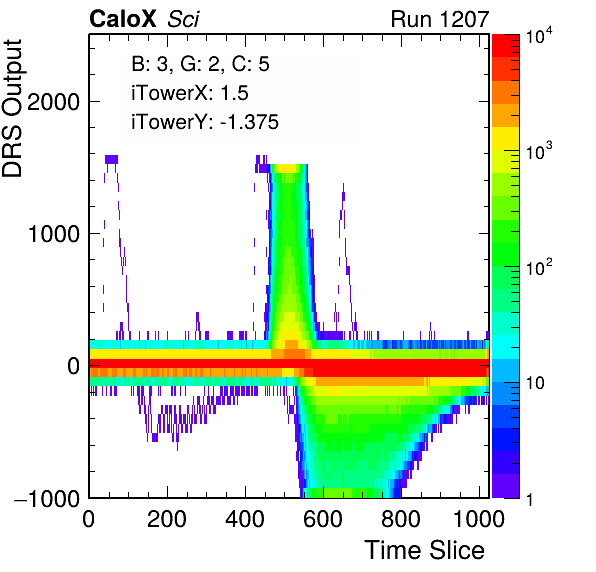 CaloX Sci Run 1207
B: 3, G: 2, C: 5
iTowerX: 1.5
iTowerY: -1.375
DRS Output
2000
1000
0
−1000
0 200 400 600 800 1000
Time Slice
10^4
10^3
10^2
10
1